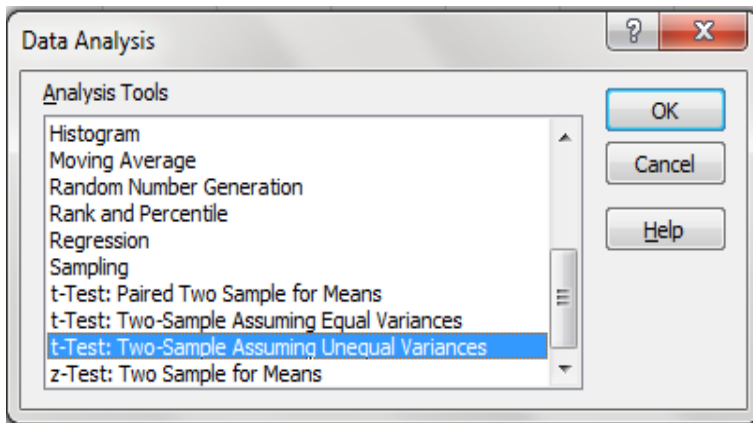 Data Analysis
?
X
Analysis Tools
Histogram
Moving Average
Random Number Generation
Rank and Percentile
Regression
Sampling
t-Test: Paired Two Sample for Means
t-Test: Two-Sample Assuming Equal Variances
t-Test: Two-Sample Assuming Unequal Variances
z-Test: Two Sample for Means
OK
Cancel
Help